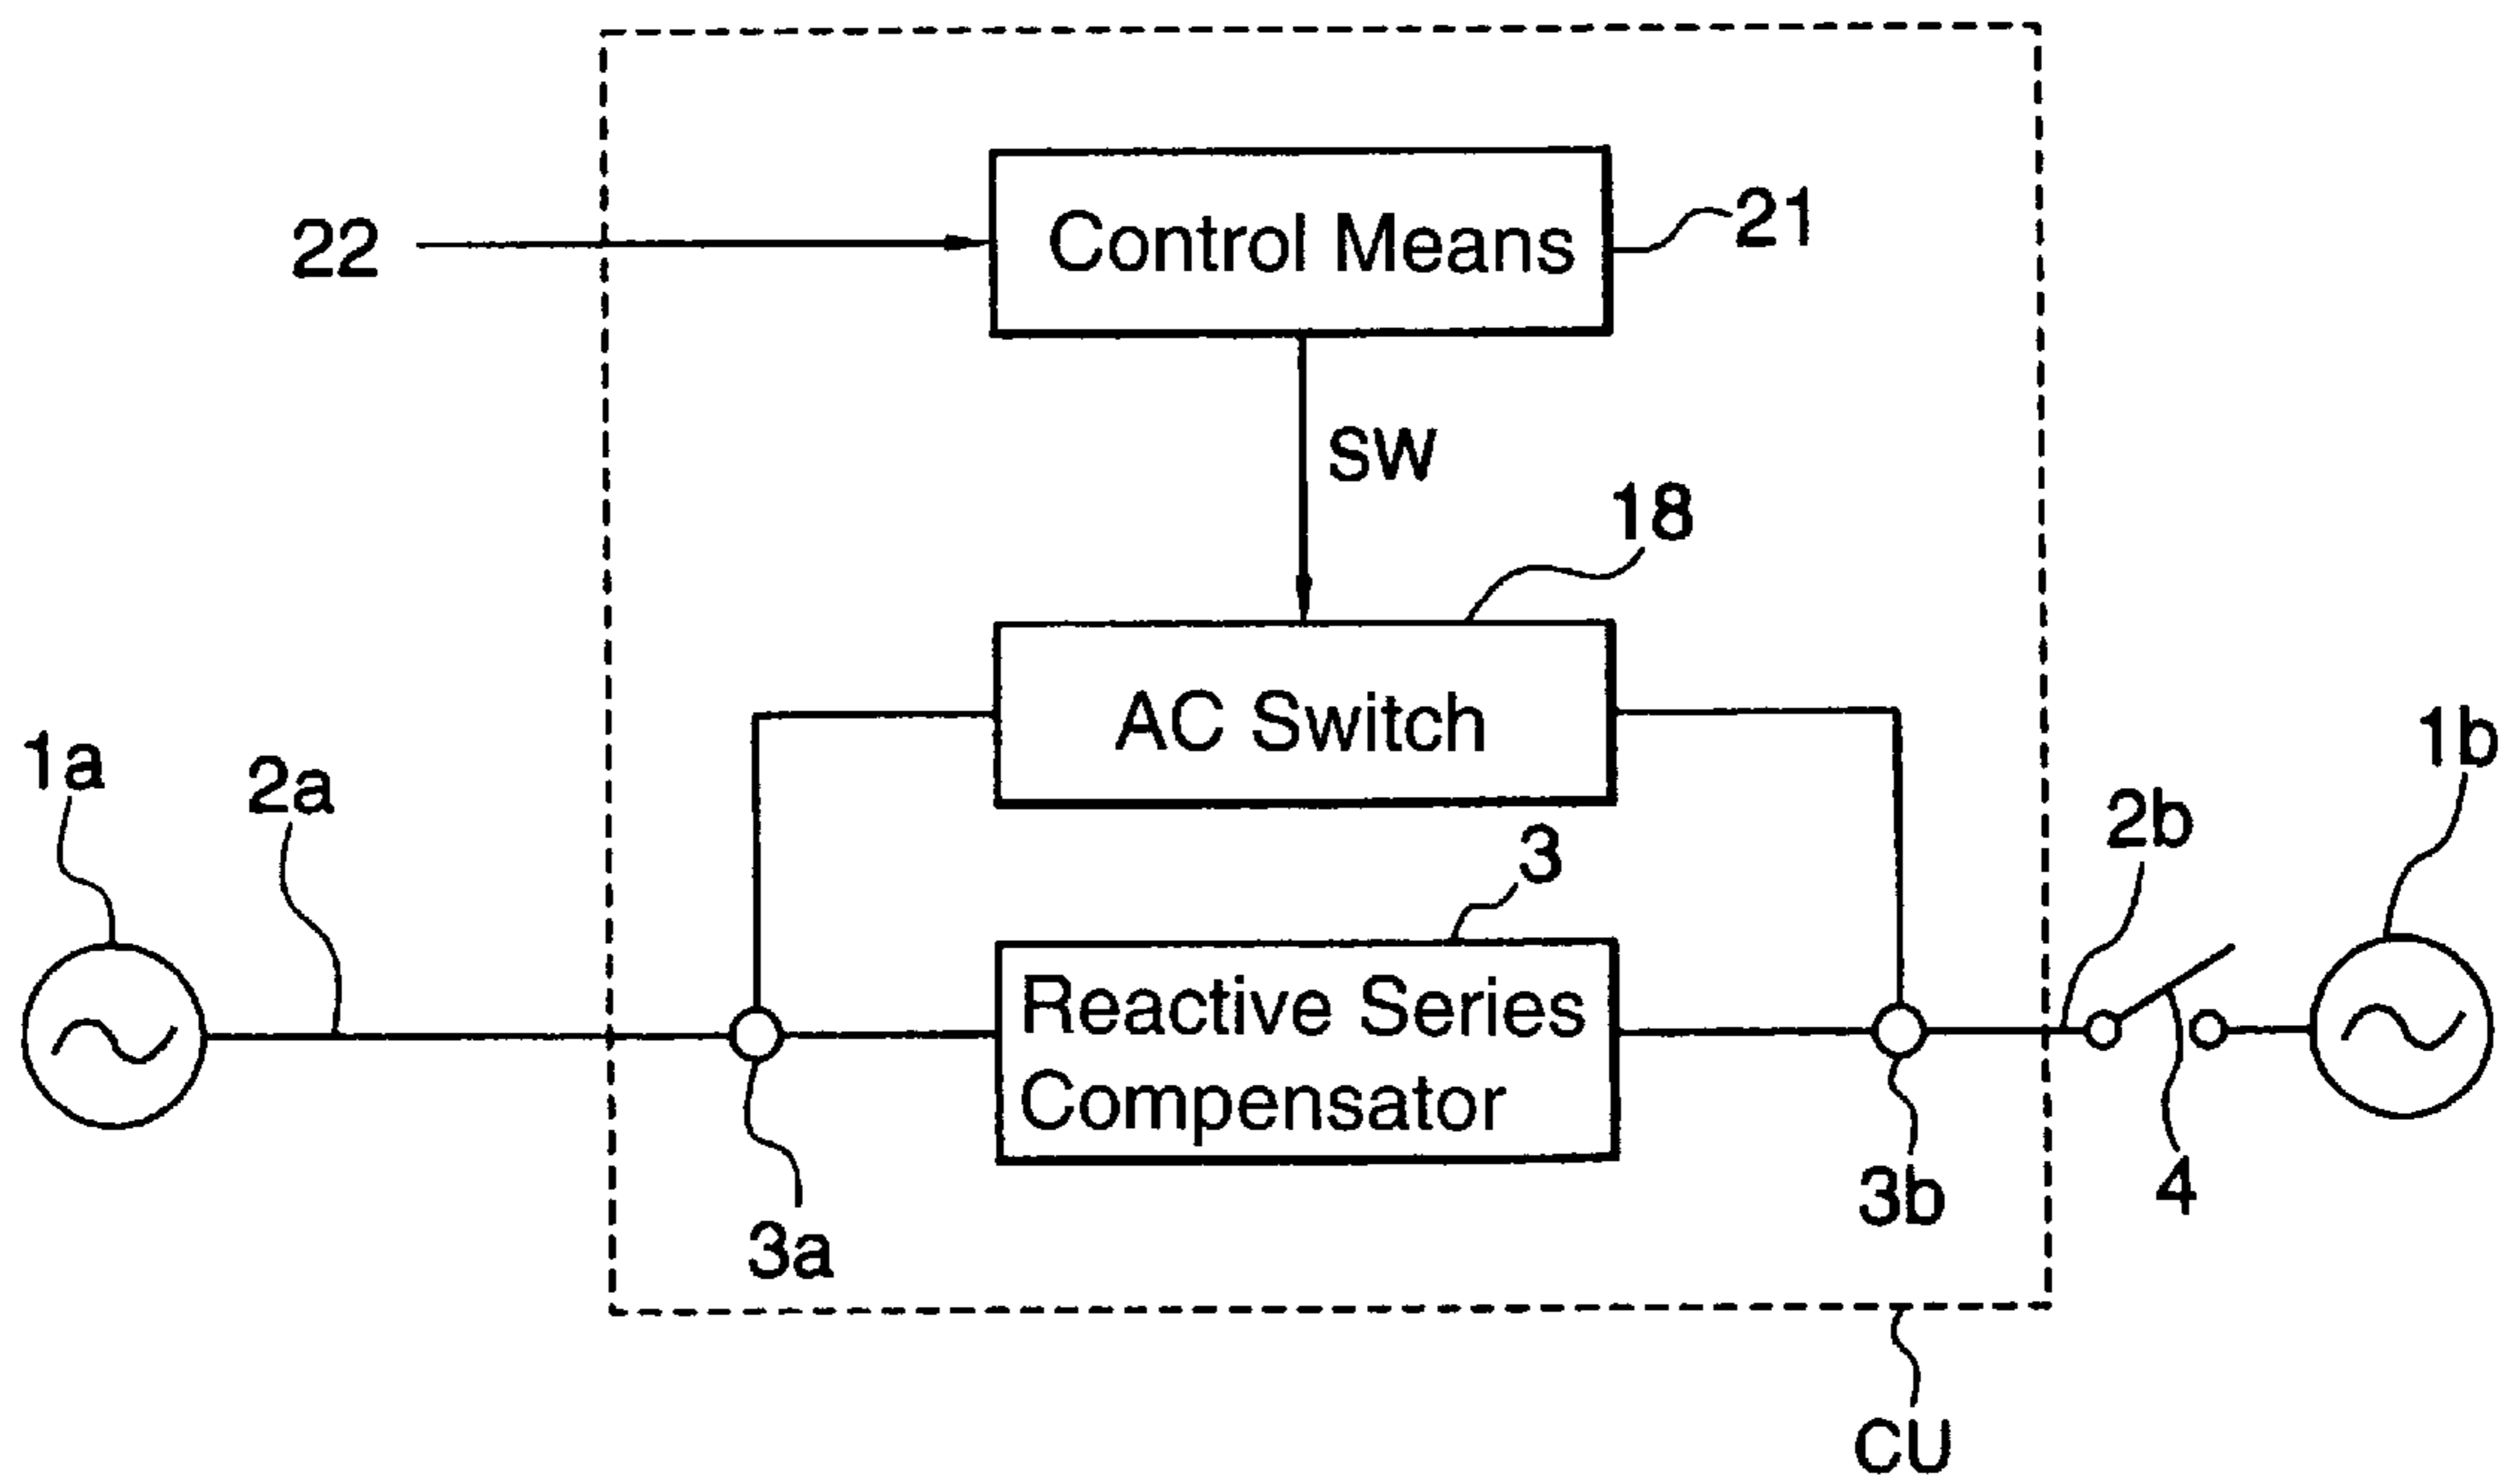 22
Control Means
21
SW
18
AC Switch
1a
2a
3
2b
1b
Reactive Series
Compensator
3a
3b
4
CU